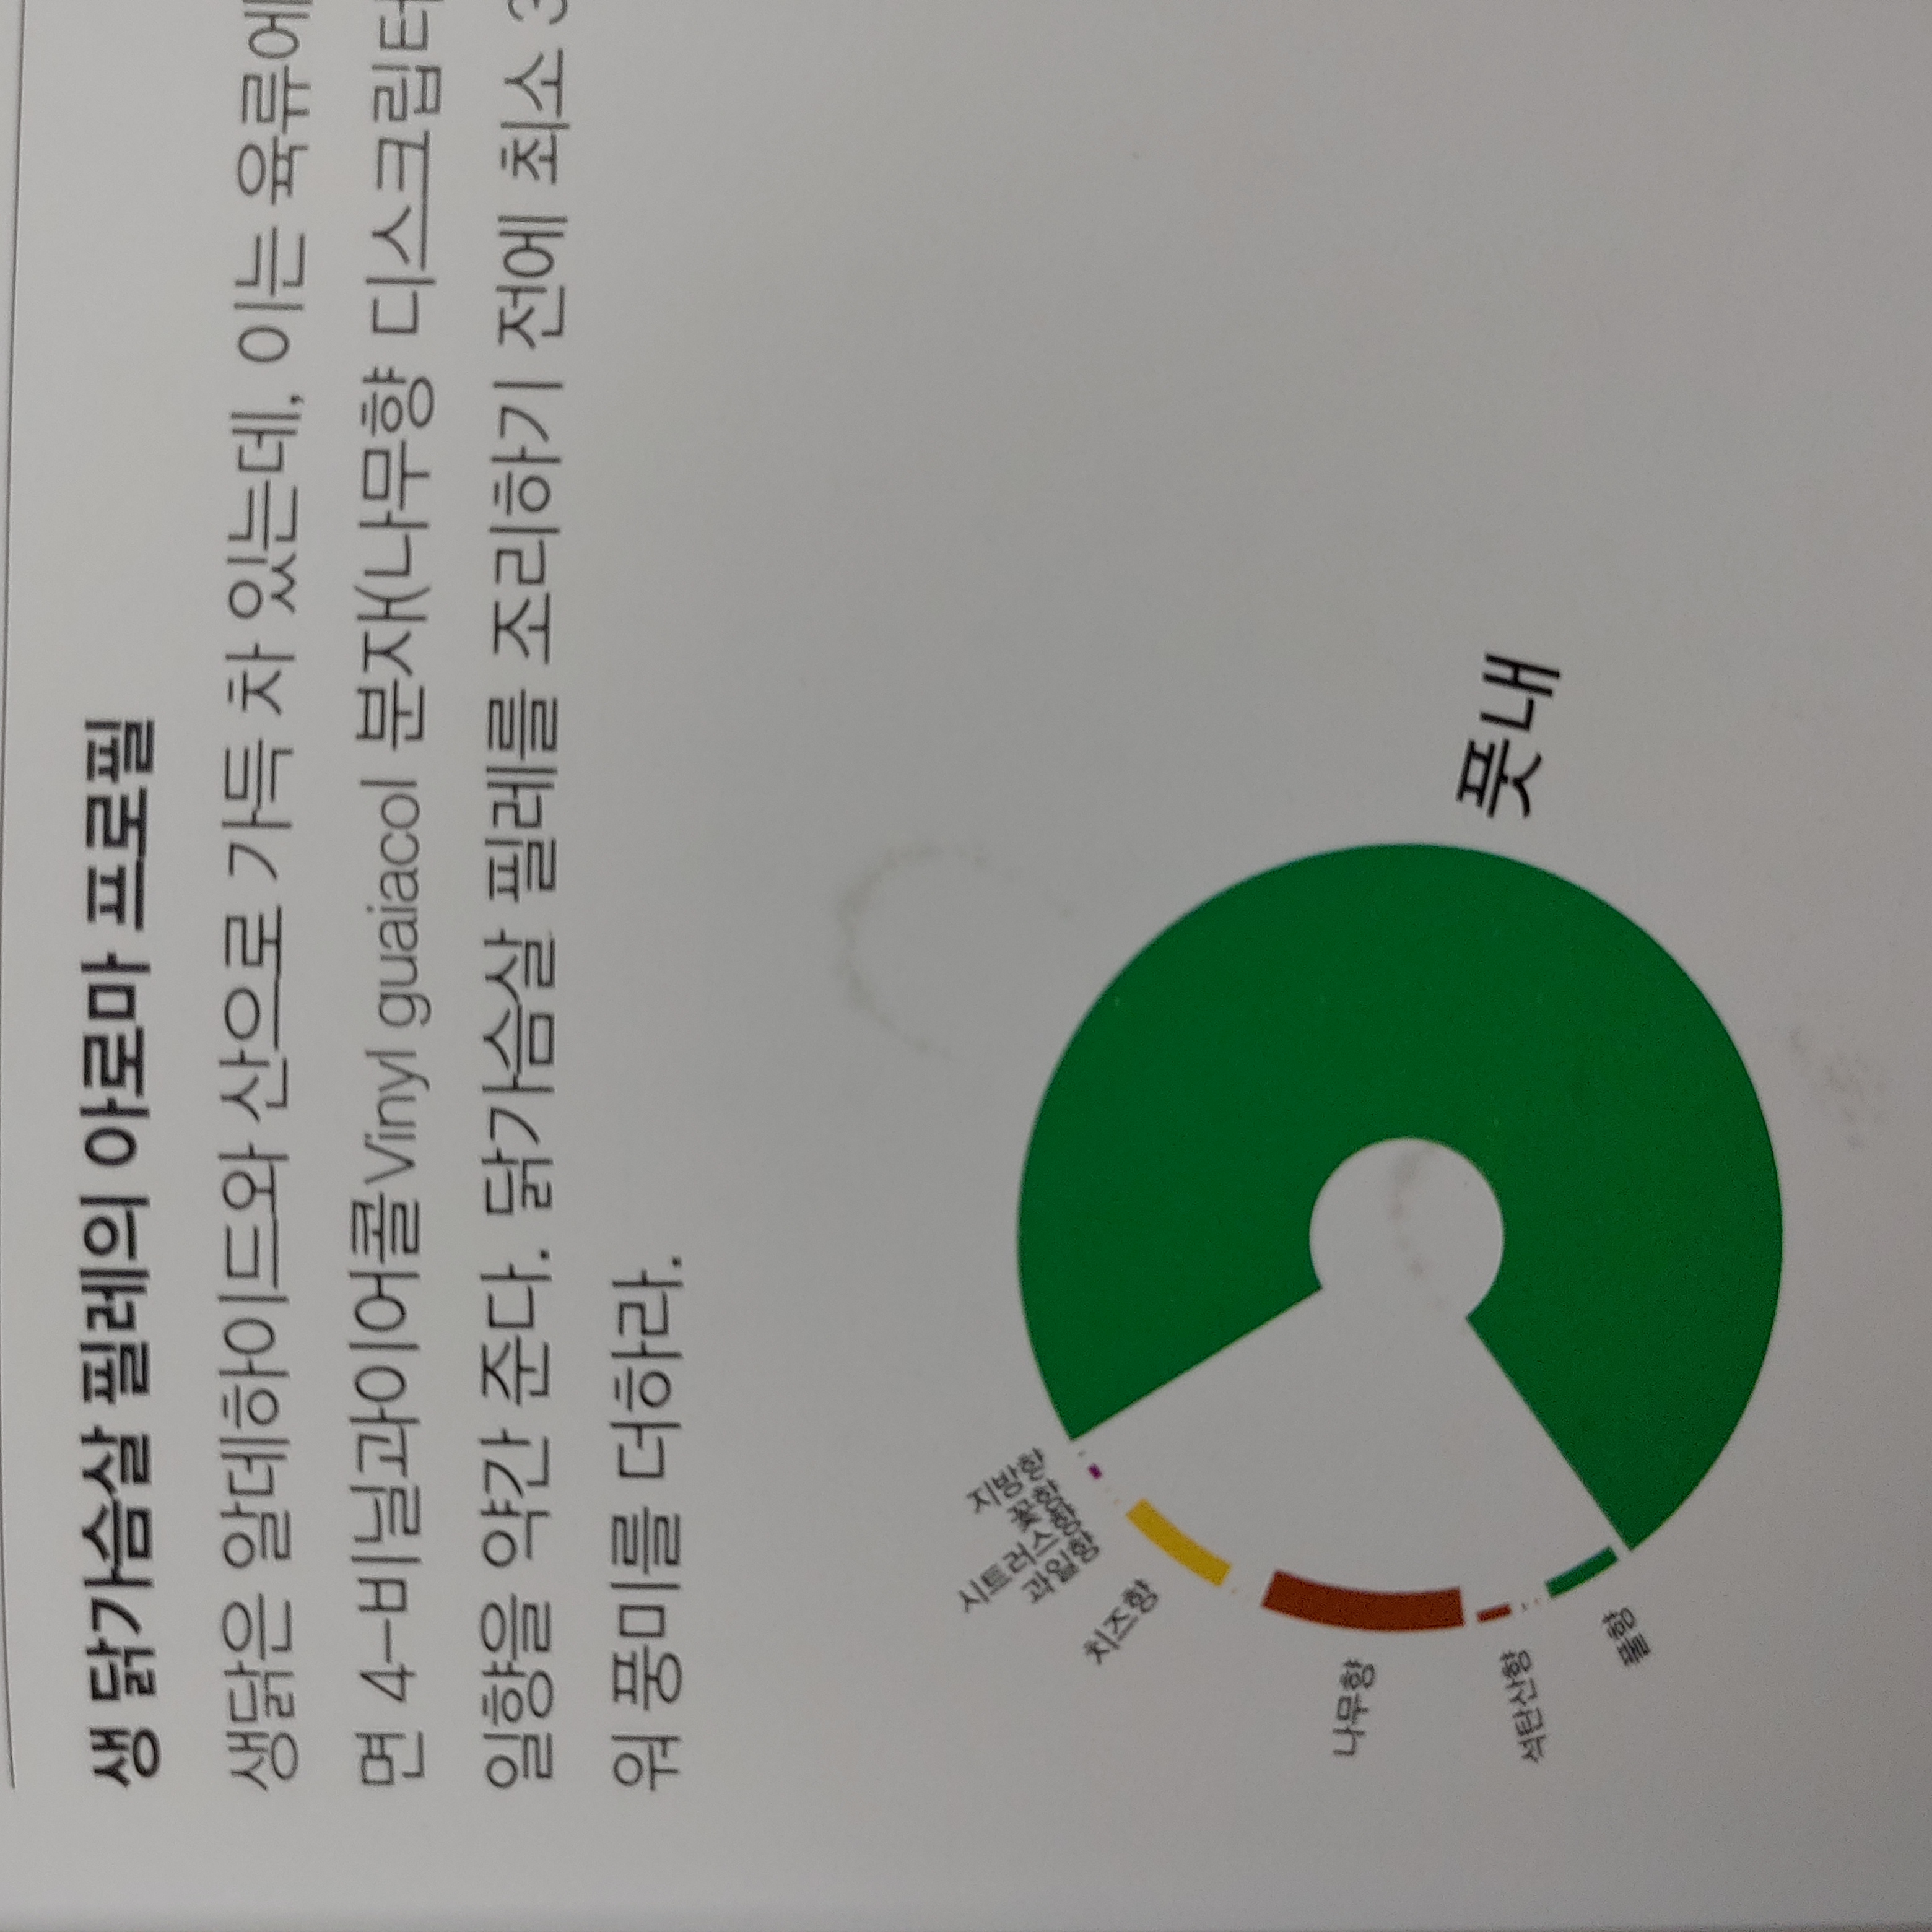 생 닭가슴살 필레의 아로마 프로필
생닭은 알데하이드와 산으로 가득 차 있는데, 이는 육류에
면 4-비닐과이어콜Vinyl guaiacol 분자(나무향 디스크립터
일향을 약간 준다. 닭가슴살 필레를 조리하기 전에 최소 3
워 풍미를 더하라.
지방향
꽃향
시트러스향
과일향
치즈향
나무향
석탄산향
풀향
풋내